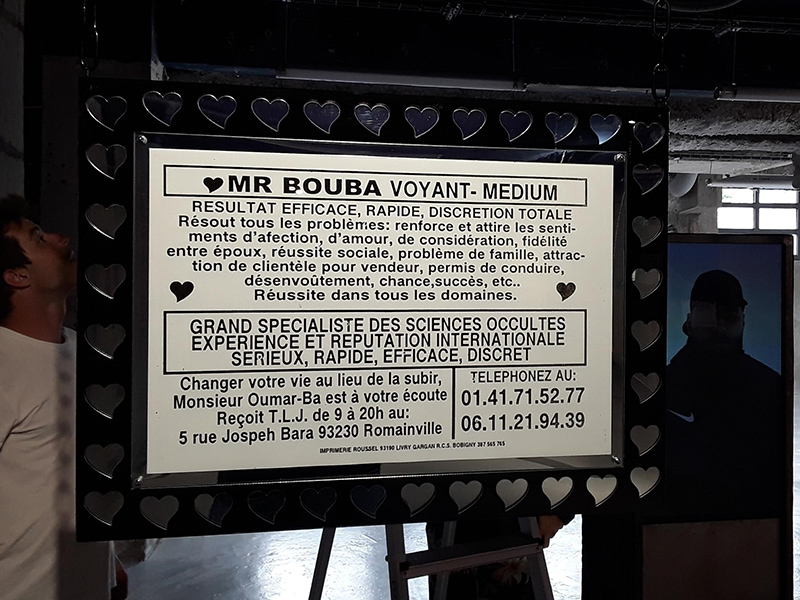 MR BOUBA VOYANT- MEDIUM
RESULTAT EFFICACE, RAPIDE, DISCRETION TOTALE
Résout tous les problèmes: renforce et attire les senti-
ments d'afection, d'amour, de considération, fidélité
entre époux, réussite sociale, problème de famille, attrac-
tion de clientèle pour vendeur, permis de conduire,
désenvoûtement, chance,succès, etc..
Réussite dans tous les domaines.
GRAND SPECIALISTE DES SCIENCES OCCULTES
EXPERIENCE ET REPUTATION INTERNATIONALE
SERIEUX, RAPIDE, EFFICACE, DISCRET
Changer votre vie au lieu de la subir,
Monsieur Oumar-Ba est à votre écoute
Reçoit T.L.J. de 9 à 20h au:
5 rue Jospeh Bara 93230 Romainville
TELEPHONEZ AU:
01.41.71.52.77
06.11.21.94.39
IMPRIMERIE ROUSSEL 93190 LIVRY GARGAN R.C.S. BOBIGNY 387 565 765